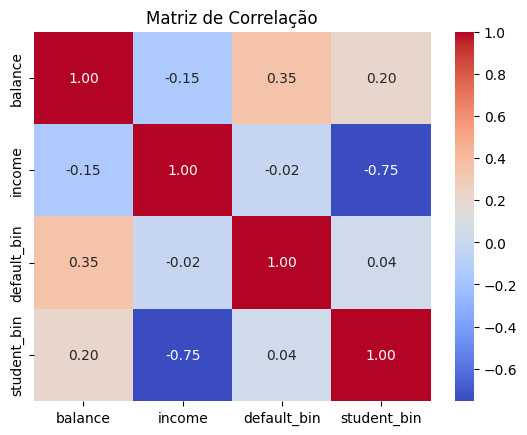 Matriz de Correlação
balance 1.00 -0.15 0.35 0.20
income -0.15 1.00 -0.02 -0.75
default_bin 0.35 -0.02 1.00 0.04
student_bin 0.20 -0.75 0.04 1.00
balance income default_bin student_bin
1.0
0.8
0.6
0.4
0.2
0.0
−0.2
−0.4
−0.6